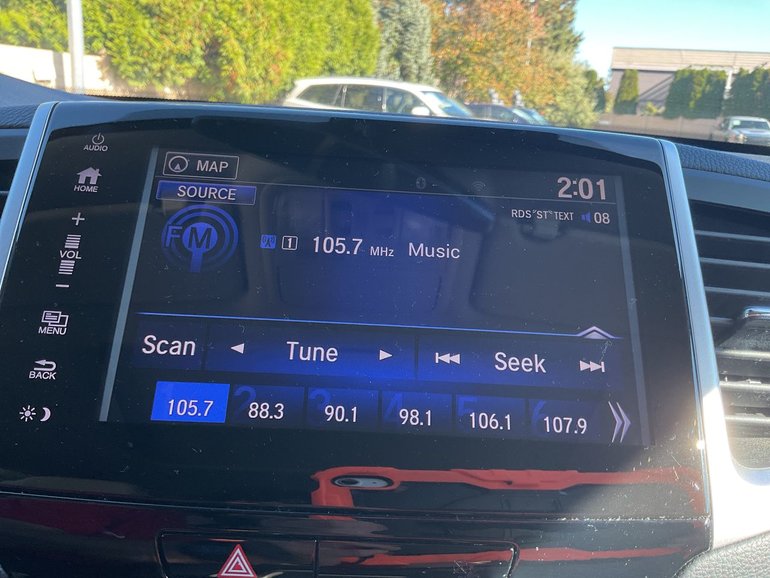 AUDIO
MAP
HOME
SOURCE
2:01
RDS ST TEXT 08
FM
1 105.7 MHz Music
+
VOL
−
MENU
Scan Tune Seek
BACK
105.7 88.3 90.1 98.1 106.1 107.9